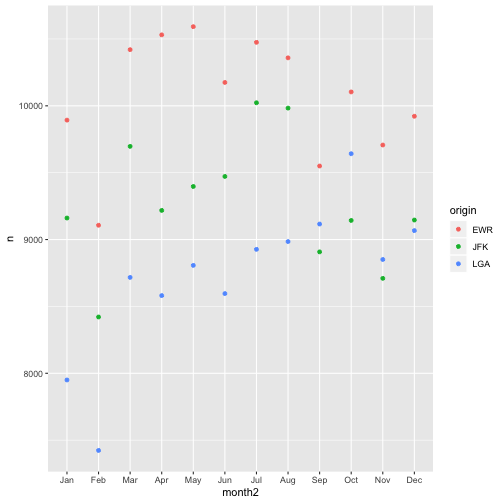 n
10000
9000
8000
Jan Feb Mar Apr May Jun Jul Aug Sep Oct Nov Dec
month2
origin
EWR
JFK
LGA